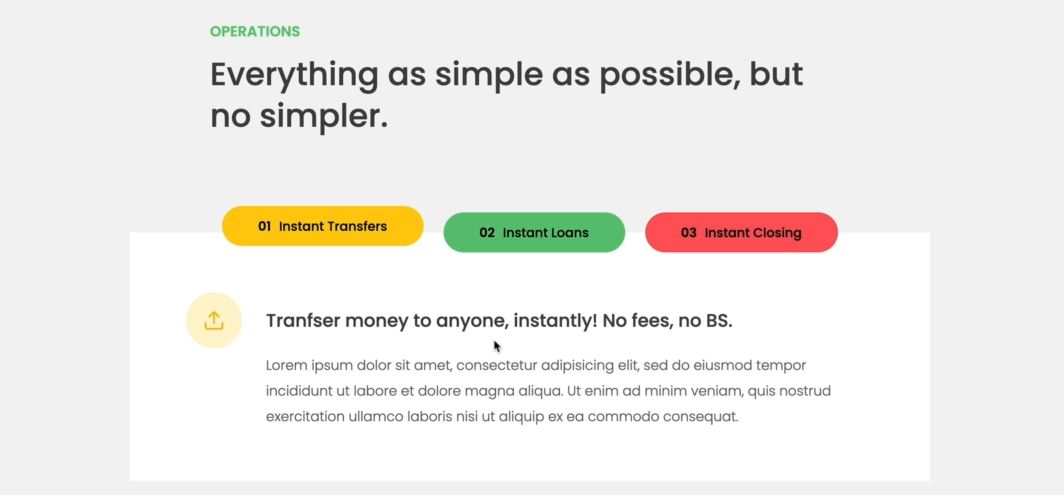 OPERATIONS
Everything as simple as possible, but
no simpler.
01 Instant Transfers
02 Instant Loans
03 Instant Closing
Tranfser money to anyone, instantly! No fees, no BS.
Lorem ipsum dolor sit amet, consectetur adipisicing elit, sed do eiusmod tempor
incididunt ut labore et dolore magna aliqua. Ut enim ad minim veniam, quis nostrud
exercitation ullamco laboris nisi ut aliquip ex ea commodo consequat.